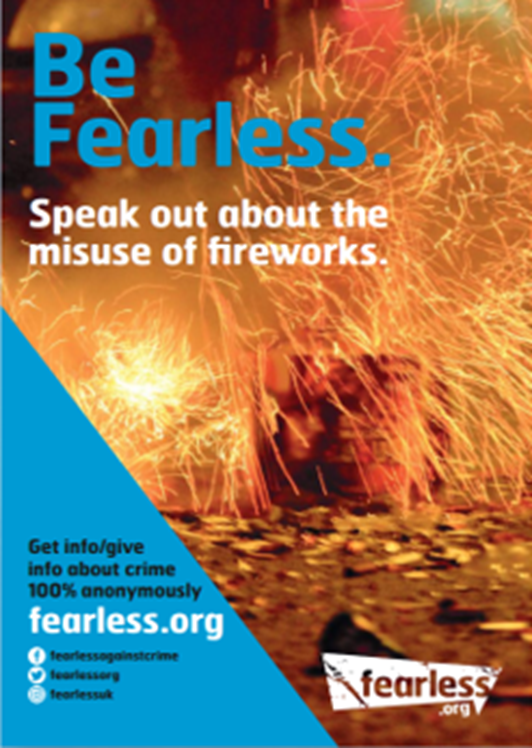 Be
Fearless.
Speak out about the
misuse of fireworks.
Get info/give
info about crime
100% anonymously
fearless.org
fearlessagainstcrime
fearlessorg
fearlessuk
fearless
.org